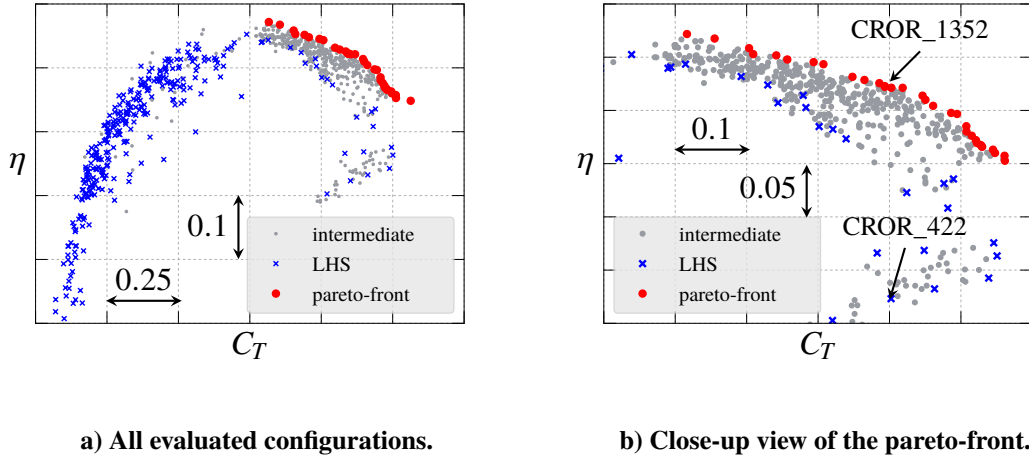 η
0.1
0.25
intermediate
LHS
pareto-front
C_T
a) All evaluated configurations.
CROR_1352
η
0.1
0.05
CROR_422
intermediate
LHS
pareto-front
C_T
b) Close-up view of the pareto-front.